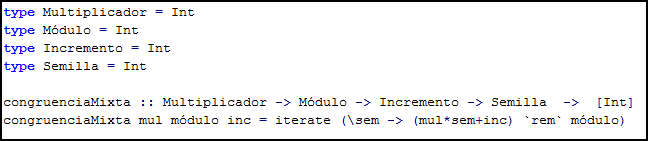 type Multiplicador = Int
type Módulo = Int
type Incremento = Int
type Semilla = Int
congruenciaMixta :: Multiplicador -> Módulo -> Incremento -> Semilla  ->  [Int]
congruenciaMixta mul módulo inc = iterate (\sem -> (mul*sem+inc) `rem` módulo)